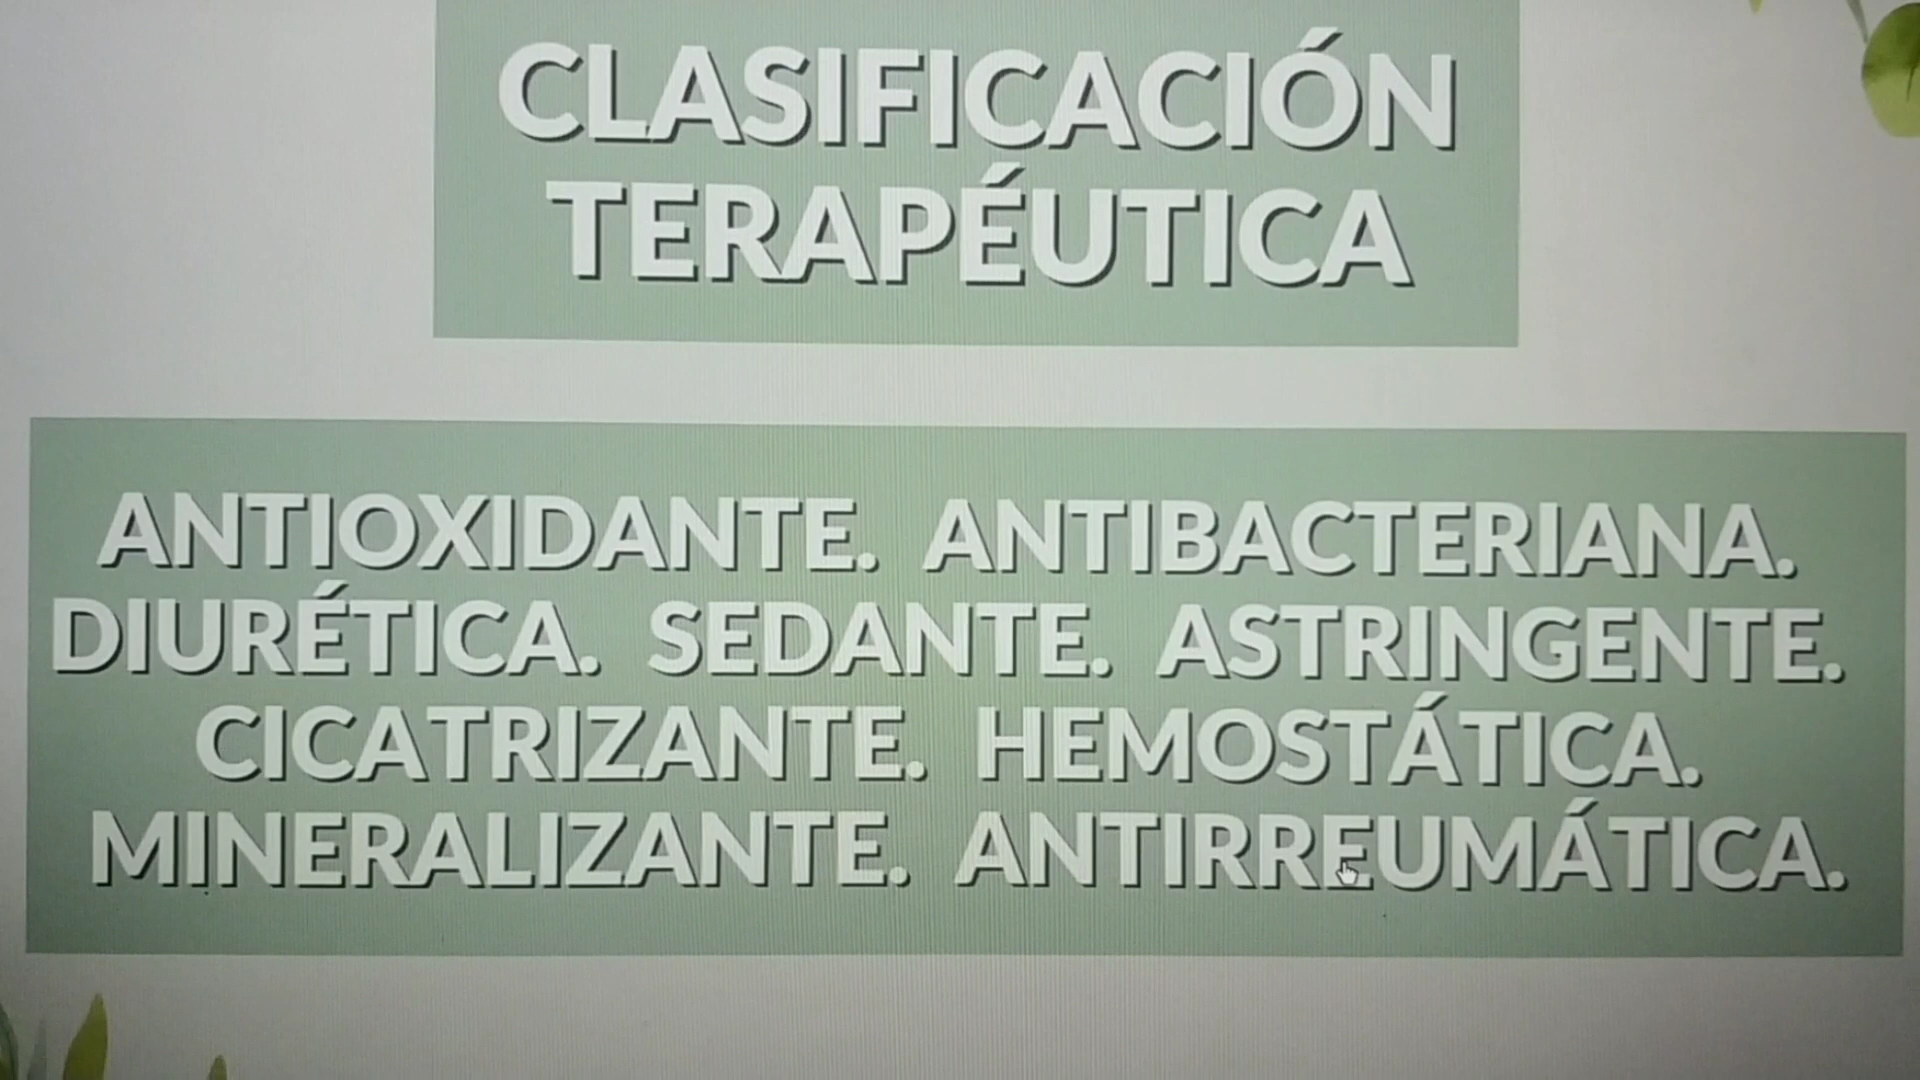 CLASIFICACIÓN
TERAPÉUTICA
ANTIOXIDANTE. ANTIBACTERIANA.
DIURÉTICA. SEDANTE. ASTRINGENTE.
CICATRIZANTE. HEMOSTÁTICA.
MINERALIZANTE. ANTIRREUMÁTICA.